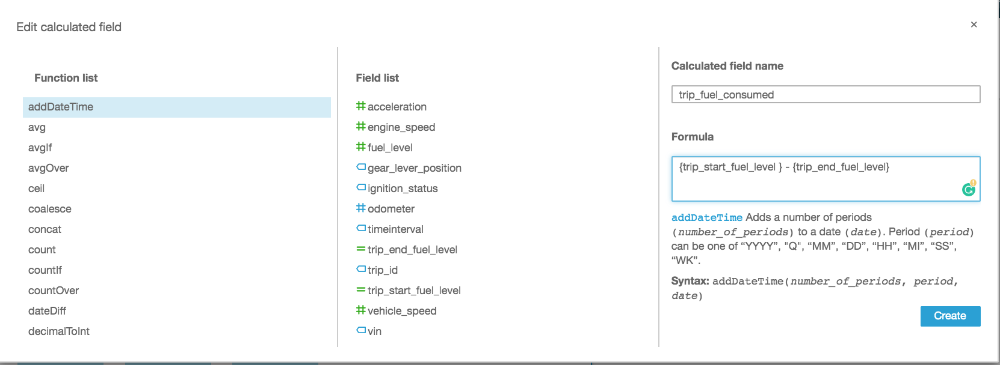 Edit calculated field
×
Function list
addDateTime
avg
avgIf
avgOver
ceil
coalesce
concat
count
countIf
countOver
dateDiff
decimalToInt
Field list
acceleration
engine_speed
fuel_level
gear_lever_position
ignition_status
odometer
timeinterval
trip_end_fuel_level
trip_id
trip_start_fuel_level
vehicle_speed
vin
Calculated field name
trip_fuel_consumed
Formula
{trip_start_fuel_level } - {trip_end_fuel_level}
addDateTime Adds a number of periods
(number_of_periods) to a date (date). Period (period)
can be one of “YYYY”, "Q", “MM”, “DD”, “HH”, “MI”, “SS”,
“WK”.
Syntax: addDateTime(number_of_periods, period,
date)
Create